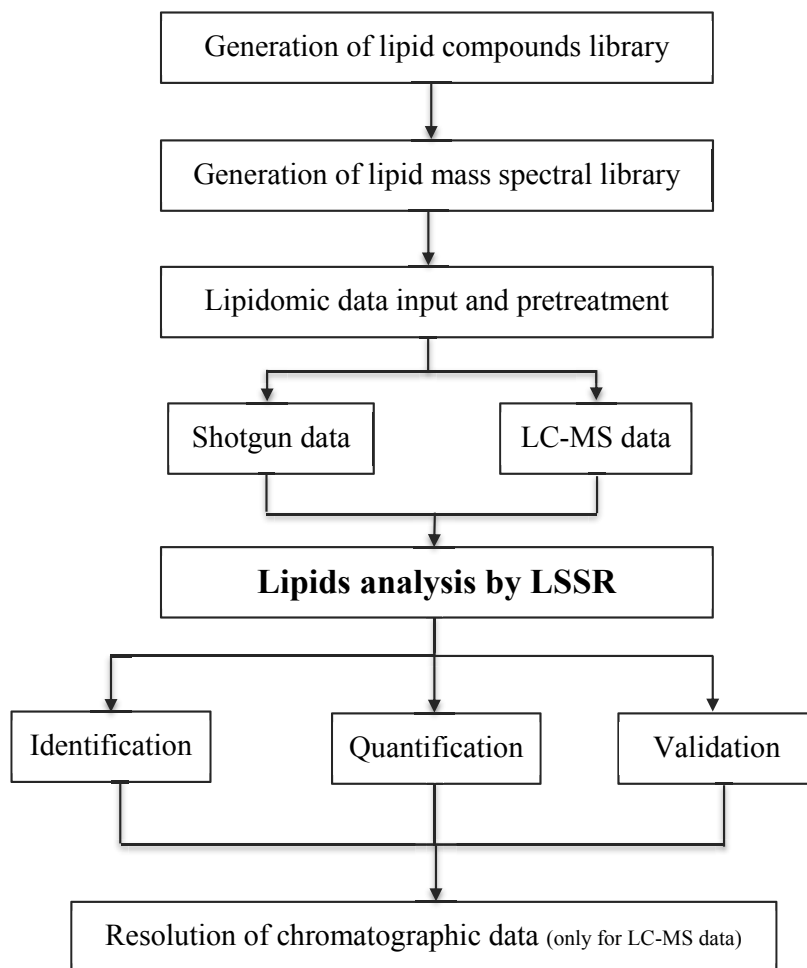 Generation of lipid compounds library
Generation of lipid mass spectral library
Lipidomic data input and pretreatment
Shotgun data
LC-MS data
Lipids analysis by LSSR
Identification
Quantification
Validation
Resolution of chromatographic data (only for LC-MS data)